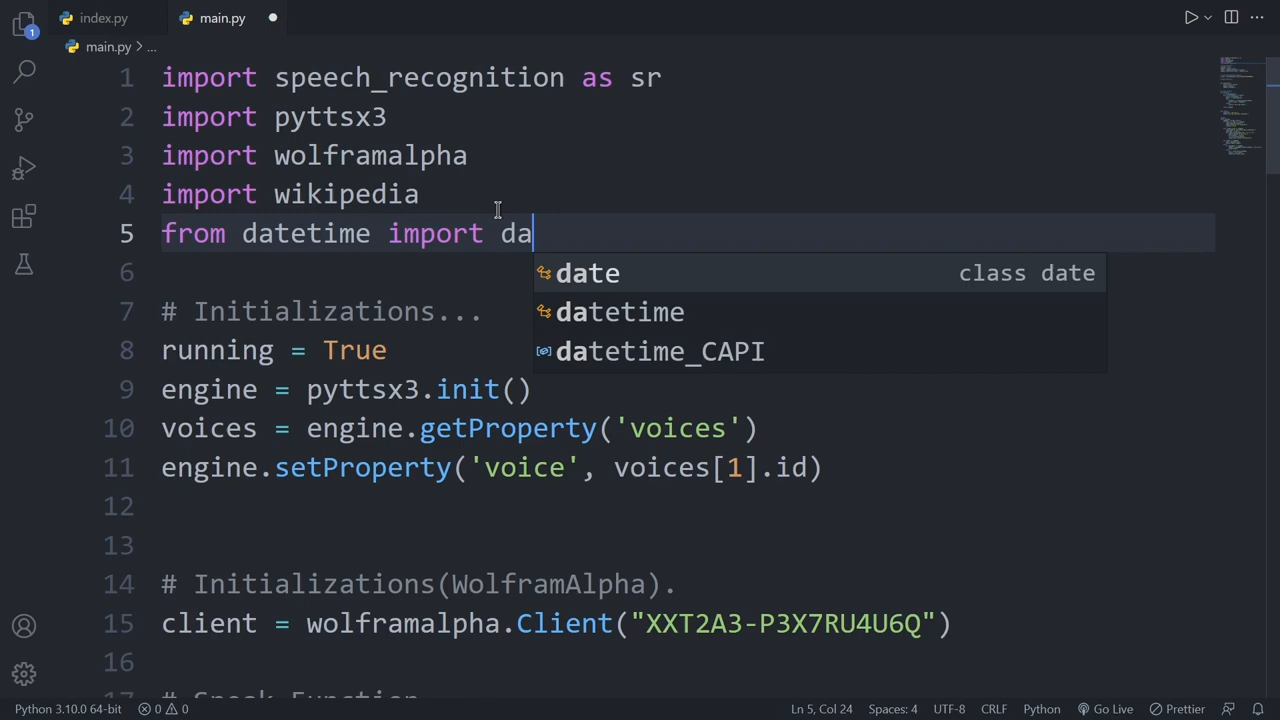 index.py
main.py
1
main.py > ...
1 import speech_recognition as sr
2 import pyttsx3
3 import wolframalpha
4 import wikipedia
5 from datetime import da
date class date
6
datetime
7 # Initializations...
datetime_CAPI
8 running = True
9 engine = pyttsx3.init()
10 voices = engine.getProperty('voices')
11 engine.setProperty('voice', voices[1].id)
12
13
14 # Initializations(WolframAlpha).
15 client = wolframalpha.Client("XXT2A3-P3X7RU4U6Q")
16
17 # Speak Function
Python 3.10.0 64-bit 0 0 Ln 5, Col 24 Spaces: 4 UTF-8 CRLF Python Go Live Prettier